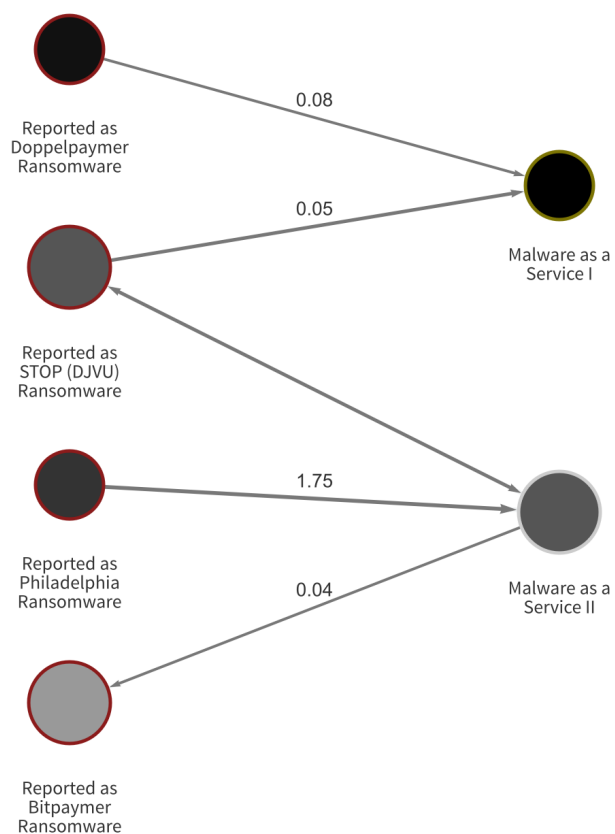 0.08
Reported as
Doppelpaymer
Ransomware
0.05
Malware as a
Service I
Reported as
STOP (DJVU)
Ransomware
1.75
Reported as
Philadelphia
Ransomware
Malware as a
Service II
0.04
Reported as
Bitpaymer
Ransomware